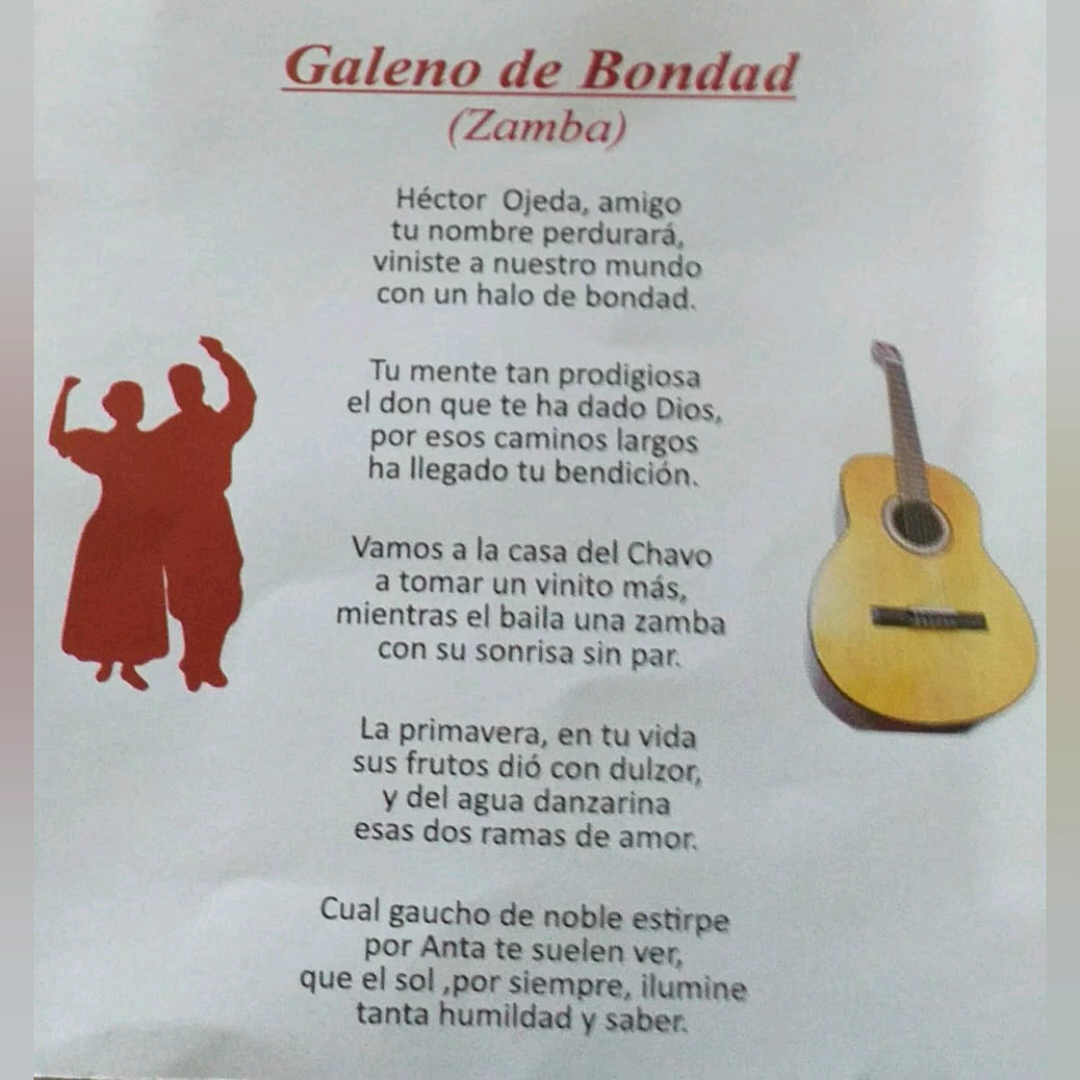 Galeno de Bondad
(Zamba)
Héctor Ojeda, amigo
tu nombre perdurará,
viniste a nuestro mundo
con un halo de bondad.
Tu mente tan prodigiosa
el don que te ha dado Dios,
por esos caminos largos
ha llegado tu bendición.
Vamos a la casa del Chavo
a tomar un vinito más,
mientras el baila una zamba
con su sonrisa sin par.
La primavera, en tu vida
sus frutos dió con dulzor,
y del agua danzarina
esas dos ramas de amor.
Cual gaucho de noble estirpe
por Anta te suelen ver,
que el sol ,por siempre, ilumine
tanta humildad y saber.